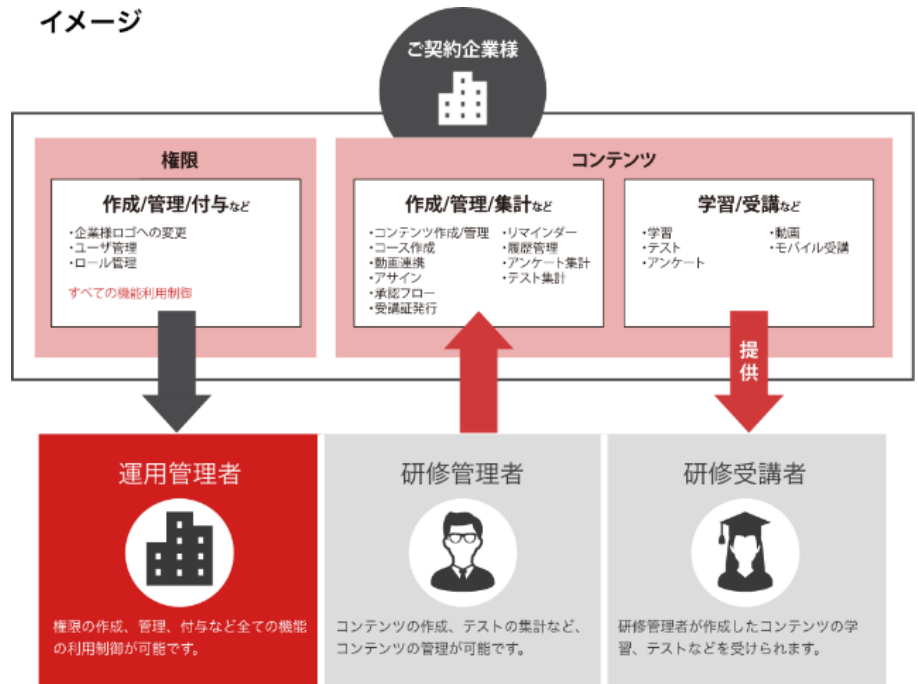 イメージ
ご契約企業様
権限
作成/管理/付与など
・企業様ロゴへの変更
・ユーザ管理
・ロール管理
すべての機能利用制御
コンテンツ
作成/管理/集計など
・コンテンツ作成/管理
・コース作成
・動画連携
・アサイン
・承認フロー
・受講証発行
・リマインダー
・履歴管理
・アンケート集計
・テスト集計
学習/受講など
・学習
・テスト
・アンケート
・動画
・モバイル受講
提供
運用管理者
権限の作成、管理、付与など全ての機能
の利用制御が可能です。
研修管理者
コンテンツの作成、テストの集計など、
コンテンツの管理が可能です。
研修受講者
研修管理者が作成したコンテンツの学
習、テストなどを受けられます。